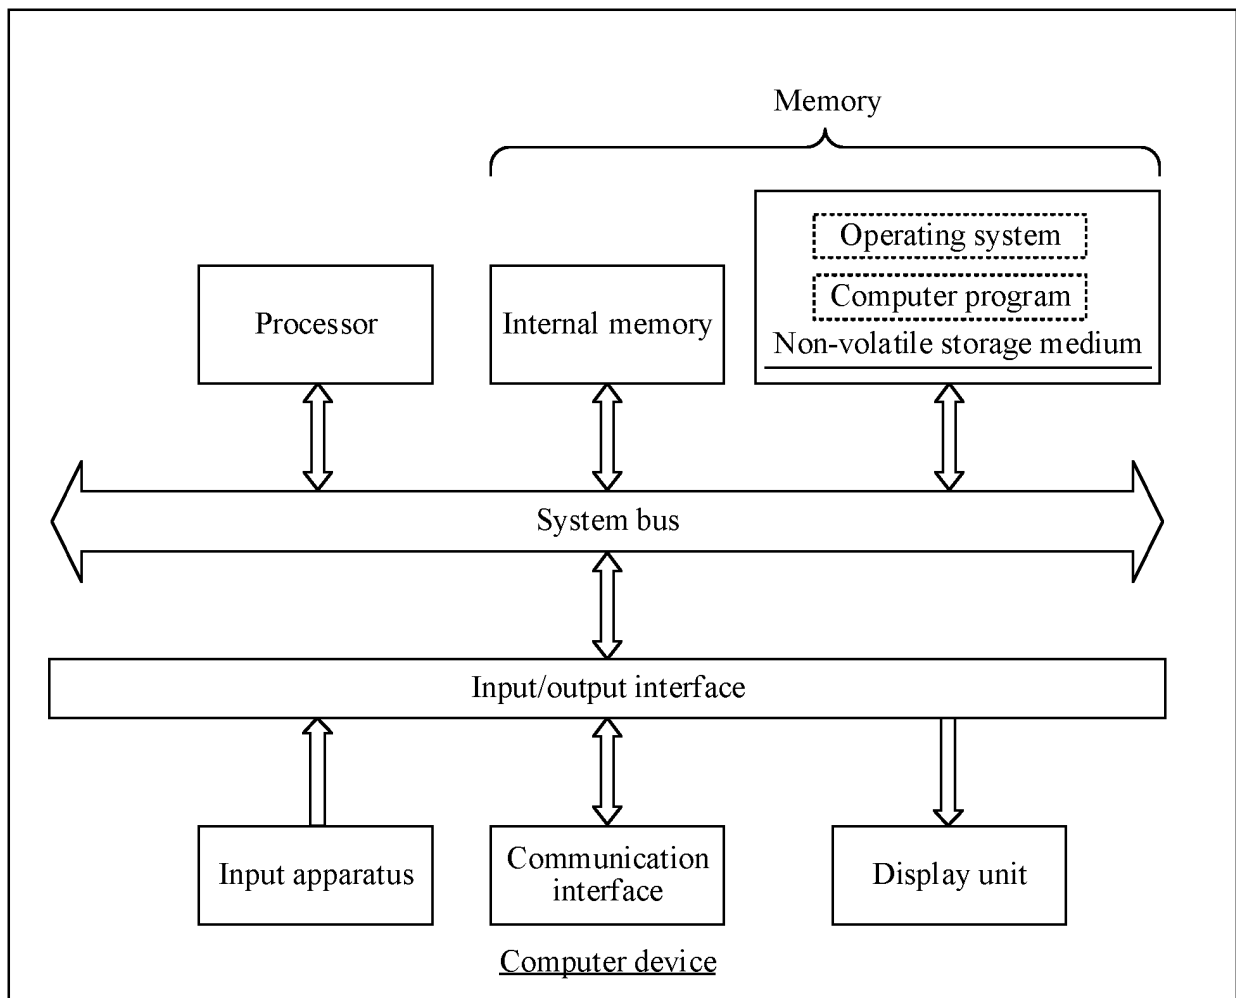 Memory
Operating system
Computer program
Non-volatile storage medium
Processor
Internal memory
System bus
Input/output interface
Input apparatus
Communication
interface
Display unit
Computer device